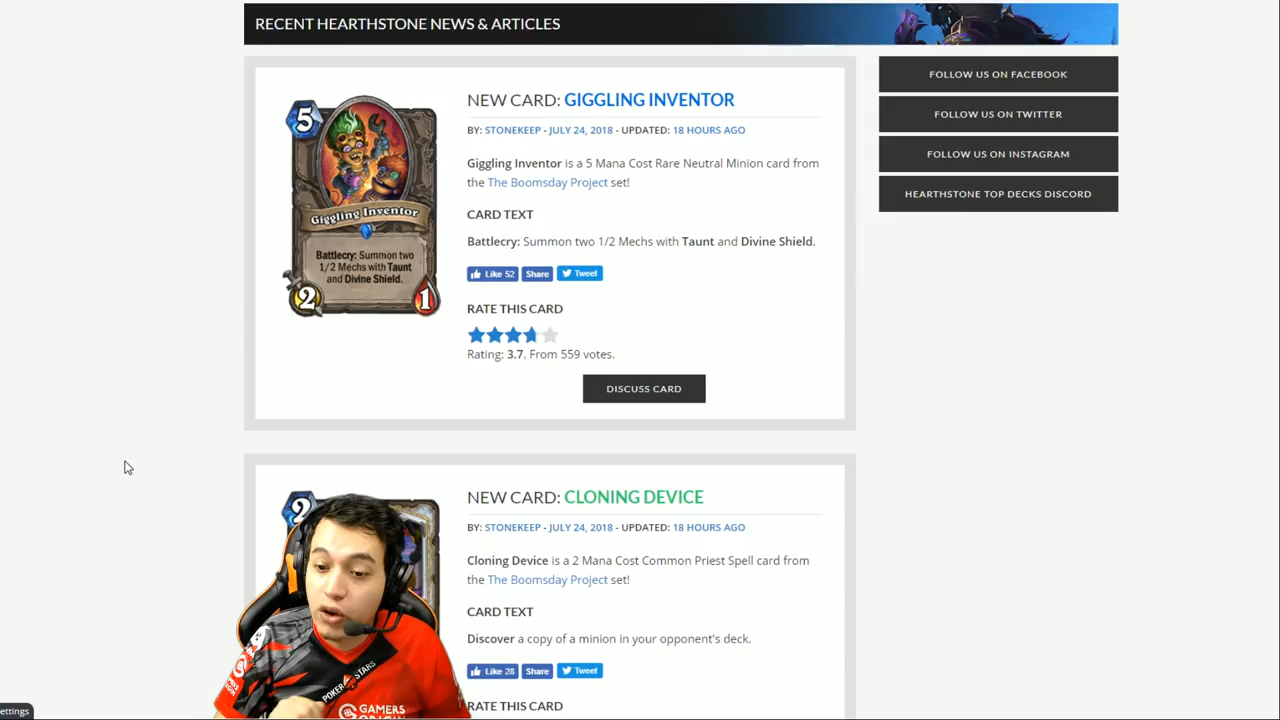 RECENT HEARTHSTONE NEWS & ARTICLES
5
Giggling Inventor
Battlecry: Summon two
1/2 Mechs with Taunt
and Divine Shield.
2
1
NEW CARD: GIGGLING INVENTOR
BY: STONEKEEP - JULY 24, 2018 - UPDATED: 18 HOURS AGO
Giggling Inventor is a 5 Mana Cost Rare Neutral Minion card from
the The Boomsday Project set!
CARD TEXT
Battlecry: Summon two 1/2 Mechs with Taunt and Divine Shield.
Like 52 Share Tweet
RATE THIS CARD
Rating: 3.7. From 559 votes.
DISCUSS CARD
FOLLOW US ON FACEBOOK
FOLLOW US ON TWITTER
FOLLOW US ON INSTAGRAM
HEARTHSTONE TOP DECKS DISCORD
2
NEW CARD: CLONING DEVICE
BY: STONEKEEP - JULY 24, 2018 - UPDATED: 18 HOURS AGO
Cloning Device is a 2 Mana Cost Common Priest Spell card from
the The Boomsday Project set!
CARD TEXT
Discover a copy of a minion in your opponent's deck.
Like 28 Share Tweet
RATE THIS CARD
POKERSTARS
GAMERS
ORIGIN
ettings